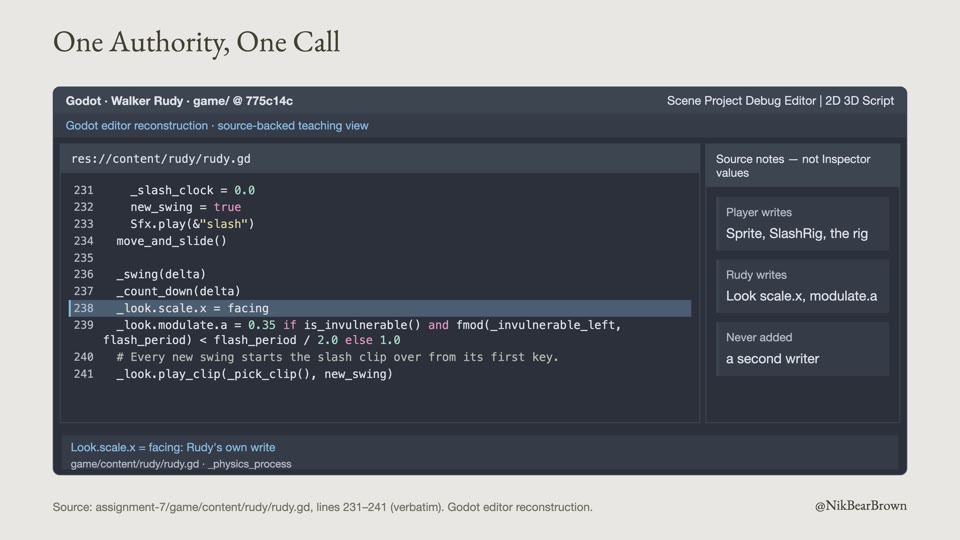 One Authority, One Call
Godot · Walker Rudy · game/ @ 775c14c
Scene Project Debug Editor | 2D 3D Script
Godot editor reconstruction · source-backed teaching view
res://content/rudy/rudy.gd
231 _slash_clock = 0.0
232 new_swing = true
233 Sfx.play(&"slash")
234 move_and_slide()
235
236 _swing(delta)
237 _count_down(delta)
238 _look.scale.x = facing
239 _look.modulate.a = 0.35 if is_invulnerable() and fmod(_invulnerable_left,
flash_period) < flash_period / 2.0 else 1.0
240 # Every new swing starts the slash clip over from its first key.
241 _look.play_clip(_pick_clip(), new_swing)
Source notes — not Inspector
values
Player writes
Sprite, SlashRig, the rig
Rudy writes
Look scale.x, modulate.a
Never added
a second writer
Look.scale.x = facing: Rudy's own write
game/content/rudy/rudy.gd · _physics_process
Source: assignment-7/game/content/rudy/rudy.gd, lines 231–241 (verbatim). Godot editor reconstruction.
@NikBearBrown